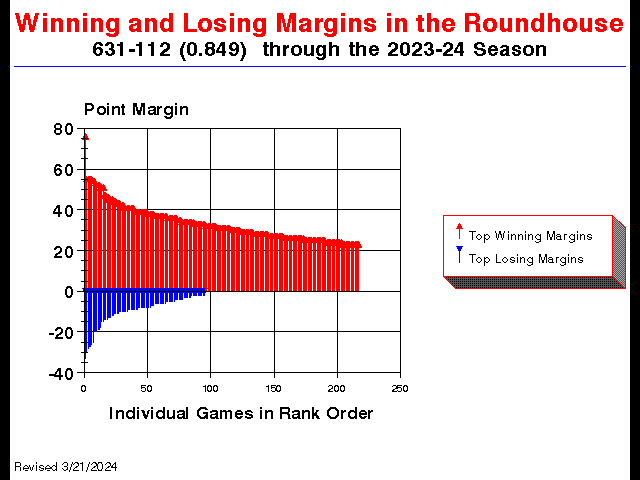 Winning and Losing Margins in the Roundhouse
631-112 (0.849)  through the 2023-24 Season
Point Margin
80
60
40
20
0
-20
-40
0 50 100 150 200 250
Individual Games in Rank Order
Top Winning Margins
Top Losing Margins
Revised 3/21/2024